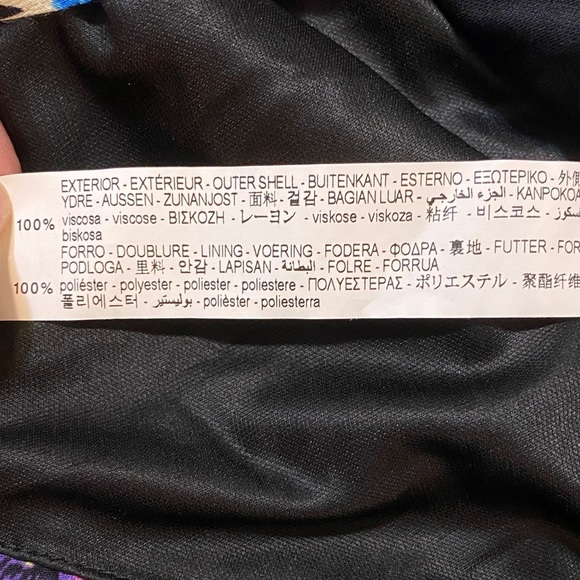 EXTERIOR - EXTÉRIEUR - OUTER SHELL - BUITENKANT - ESTERNO - ΕΞΩΤΕΡΙΚΟ - 外側
YDRE - AUSSEN - ZUNANJOST - 面料 - 겉감 - BAGIAN LUAR - الجزء الخارجي - KANPOKOA
100% viscosa - viscose - ΒΙΣΚΟΖΗ - レーヨン - viskose - viskoza - 粘纤 - 비스코스 -
biskosa
FORRO - DOUBLURE - LINING - VOERING - FODERA - ΦΟΔΡΑ - 裏地 - FUTTER - FOR
PODLOGA - 里料 - 안감 - LAPISAN - البطانة - FOLRE - FORRUA
100% poliéster - polyester - poliester - poliestere - ΠΟΛΥΕΣΤΕΡΑΣ - ポリエステル - 聚酯纤维
폴리에스터 - بوليستير - polièster - poliesterra